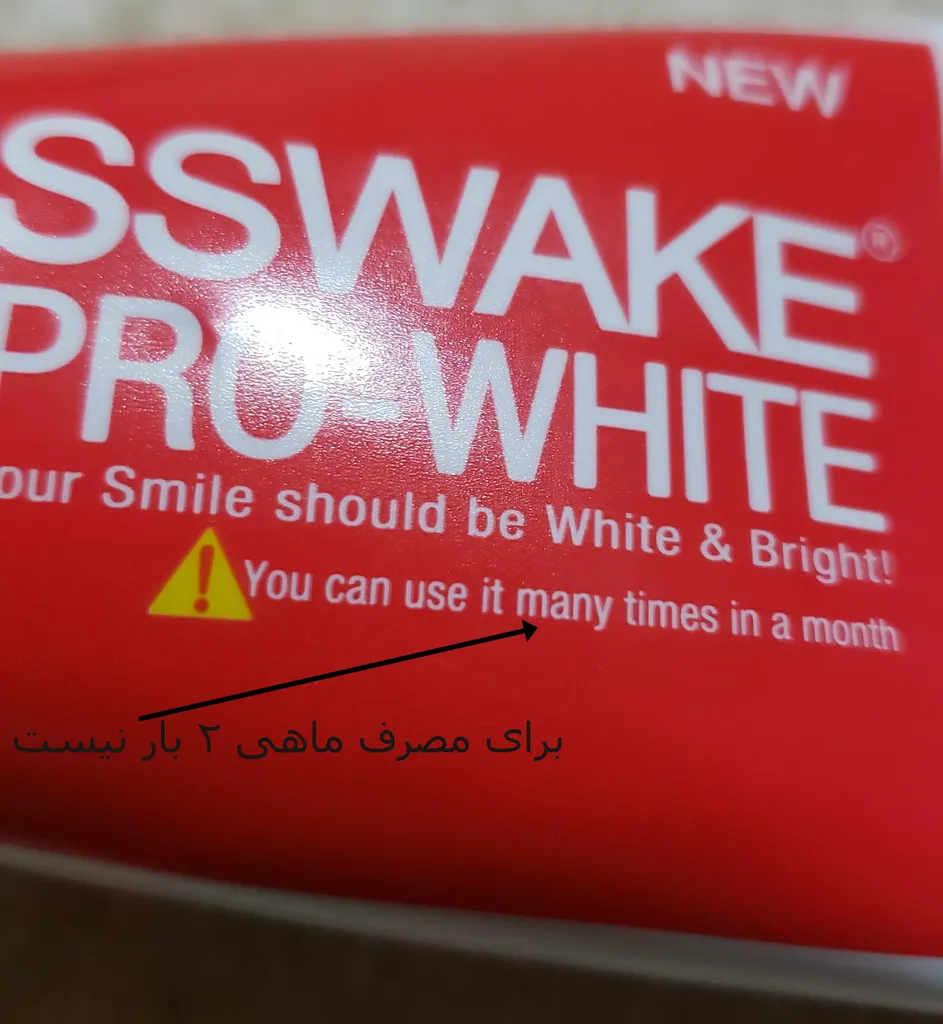 NEW
SSWAKE®
PRO-WHITE
our Smile should be White & Bright!
You can use it many times in a month
برای مصرف ماهی ۲ بار نیست